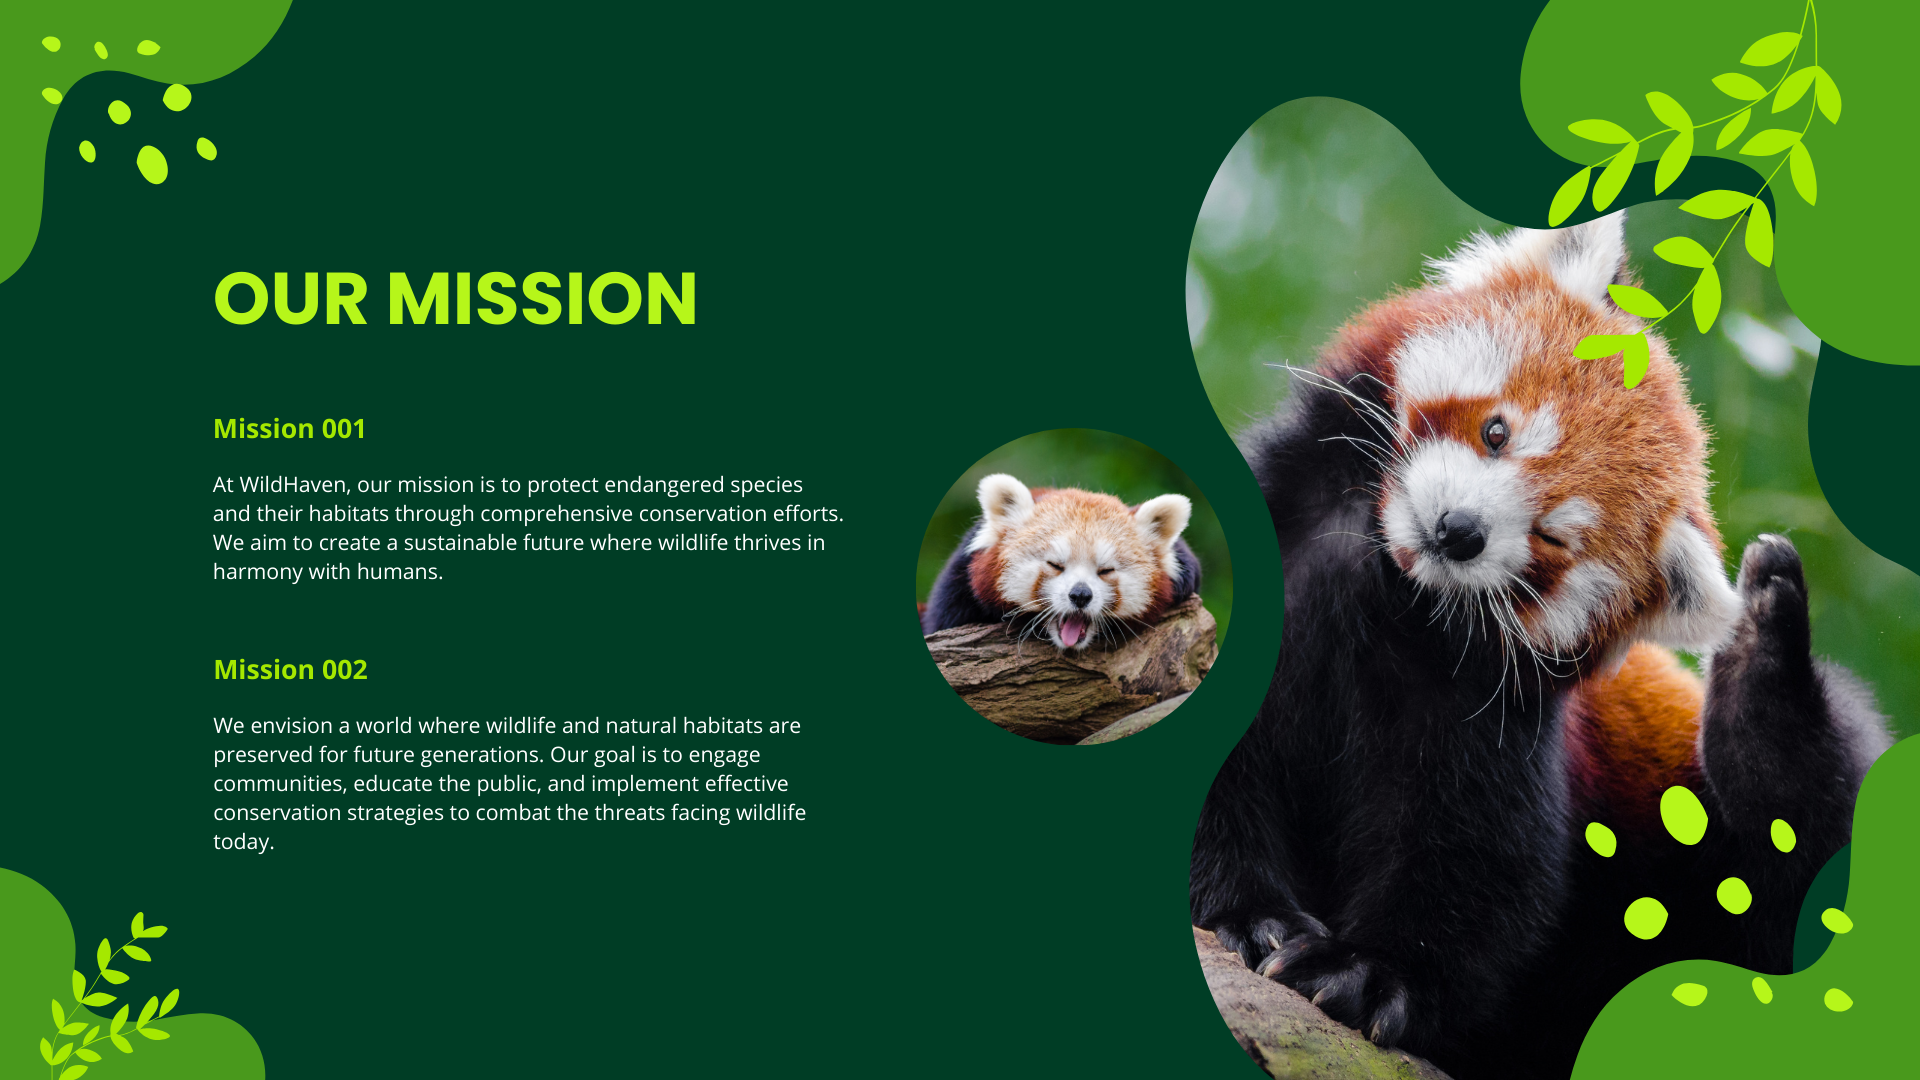 OUR MISSION
Mission 001
At WildHaven, our mission is to protect endangered species
and their habitats through comprehensive conservation efforts.
We aim to create a sustainable future where wildlife thrives in
harmony with humans.
Mission 002
We envision a world where wildlife and natural habitats are
preserved for future generations. Our goal is to engage
communities, educate the public, and implement effective
conservation strategies to combat the threats facing wildlife
today.